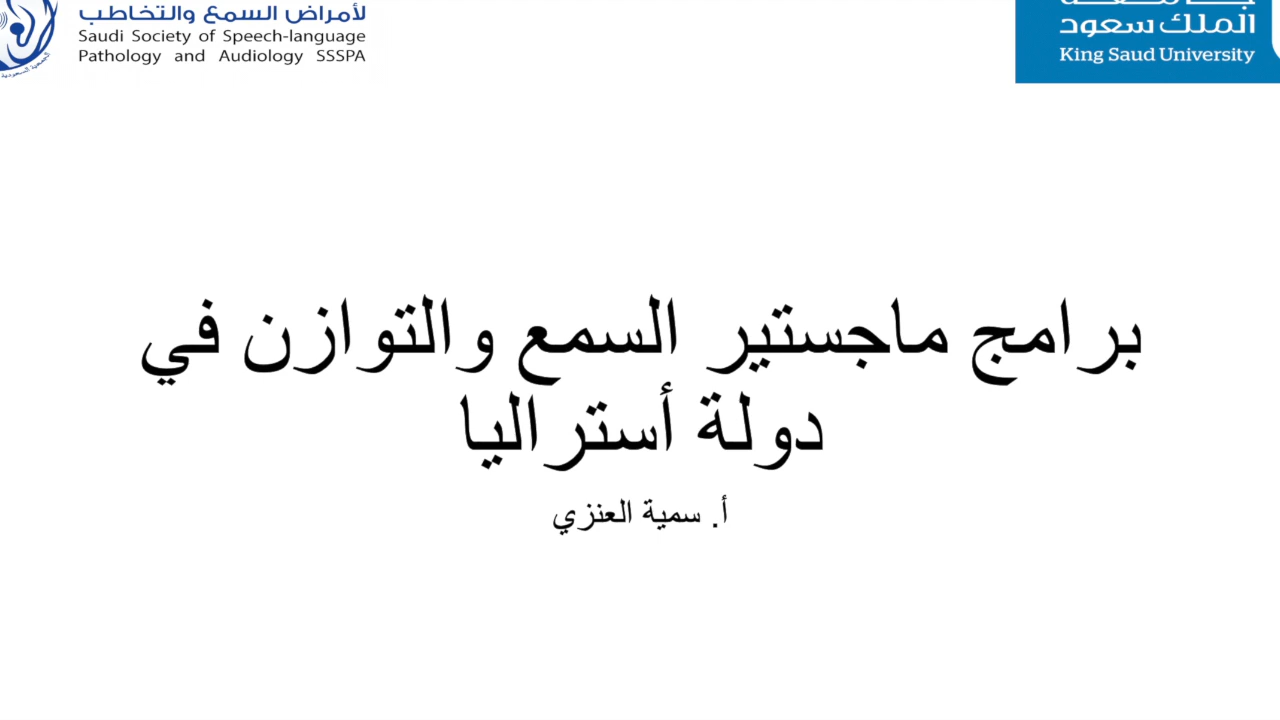 لأمراض السمع والتخاطب
Saudi Society of Speech-language
Pathology and Audiology SSSPA
الملك سعود
King Saud University
برامج ماجستير السمع والتوازن في
دولة أستراليا
أ. سمية العنزي